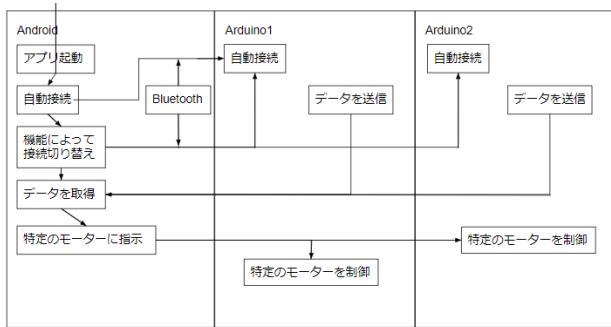 Android
Arduino1
Arduino2
アプリ起動
自動接続
自動接続
自動接続
Bluetooth
データを送信
データを送信
機能によって
接続切り替え
データを取得
特定のモーターに指示
特定のモーターを制御
特定のモーターを制御